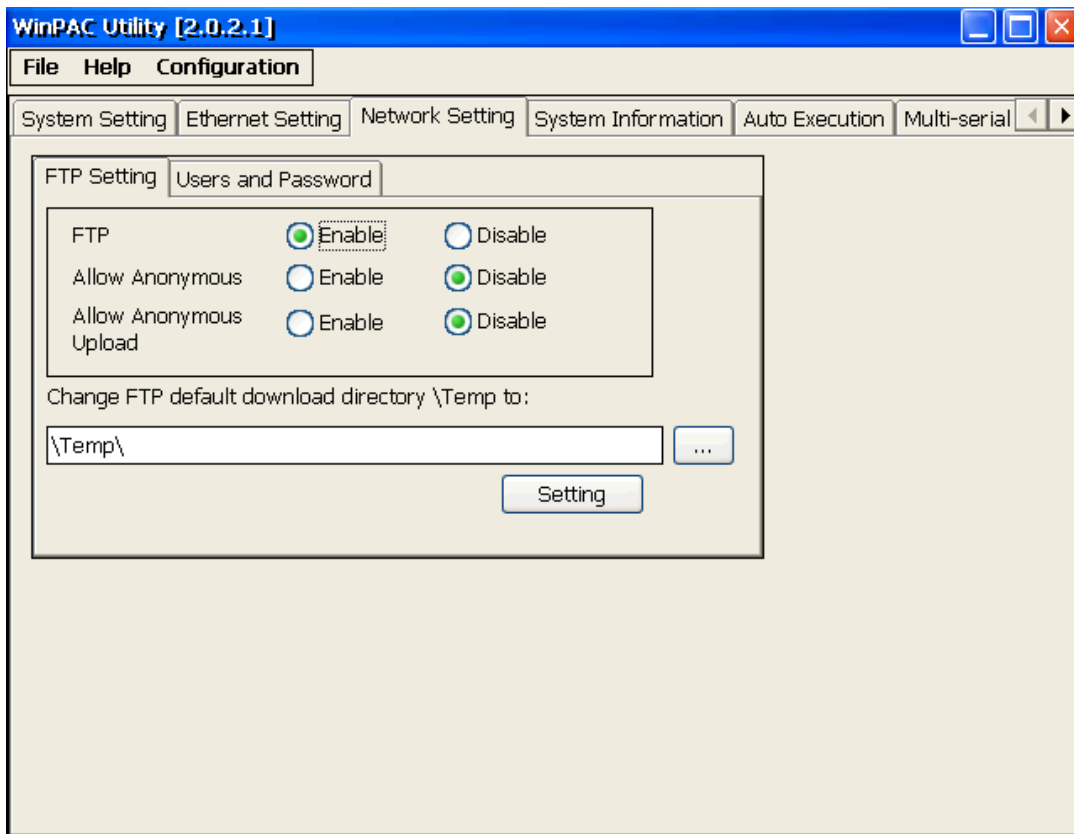 WinPAC Utility [2.0.2.1]
File Help Configuration
System Setting Ethernet Setting Network Setting System Information Auto Execution Multi-serial
FTP Setting Users and Password
FTP Enable Disable
Allow Anonymous Enable Disable
Allow Anonymous Upload Enable Disable
Change FTP default download directory \Temp to:
\Temp\ ...
Setting